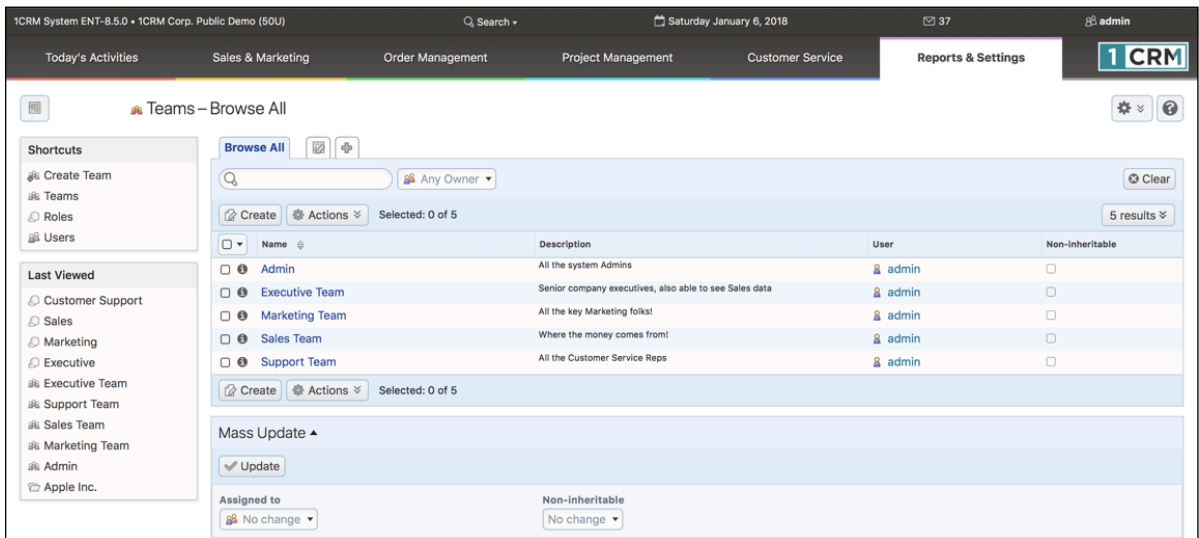 1CRM System ENT-8.5.0 • 1CRM Corp. Public Demo (50U) Search Saturday January 6, 2018 37 admin
Today's Activities Sales & Marketing Order Management Project Management Customer Service Reports & Settings 1 CRM
Teams – Browse All
Shortcuts
Create Team
Teams
Roles
Users
Last Viewed
Customer Support
Sales
Marketing
Executive
Executive Team
Support Team
Sales Team
Marketing Team
Admin
Apple Inc.
Browse All
Any Owner Clear
Create Actions Selected: 0 of 5 5 results
Name Description User Non-inheritable
Admin All the system Admins admin
Executive Team Senior company executives, also able to see Sales data admin
Marketing Team All the key Marketing folks! admin
Sales Team Where the money comes from! admin
Support Team All the Customer Service Reps admin
Create Actions Selected: 0 of 5
Mass Update
Update
Assigned to Non-inheritable
No change No change